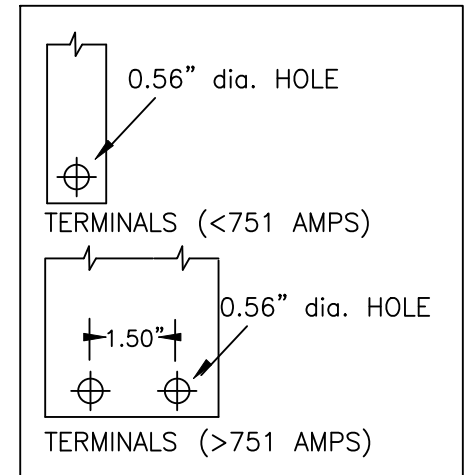 0.56” dia. HOLE
TERMINALS (<751 AMPS)
0.56” dia. HOLE
1.50”
TERMINALS (>751 AMPS)